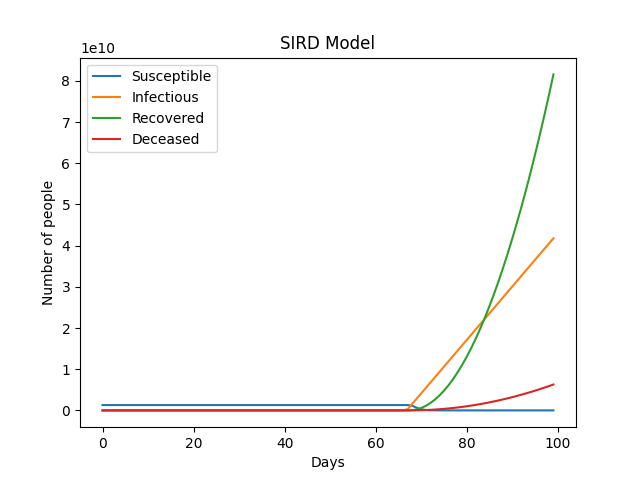 SIRD Model
1e10
Susceptible
Infectious
Recovered
Deceased
8
7
6
5
4
3
2
1
0
Number of people
0 20 40 60 80 100
Days